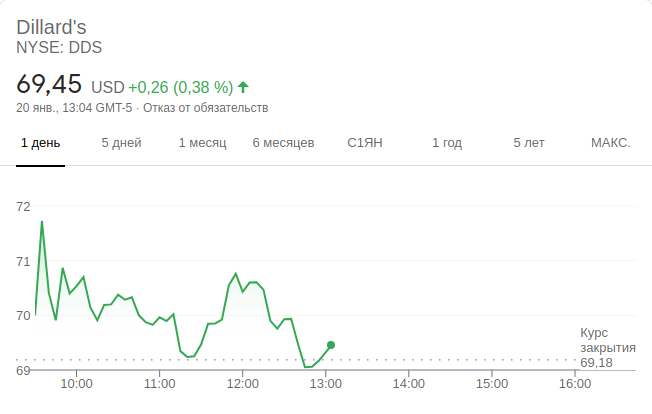 Dillard's
NYSE: DDS
69,45 USD +0,26 (0,38 %)
20 янв., 13:04 GMT-5 · Отказ от обязательств
1 день 5 дней 1 месяц 6 месяцев С1ЯН 1 год 5 лет МАКС.
72
71
70
Курс
закрытия
69,18
69
10:00 11:00 12:00 13:00 14:00 15:00 16:00